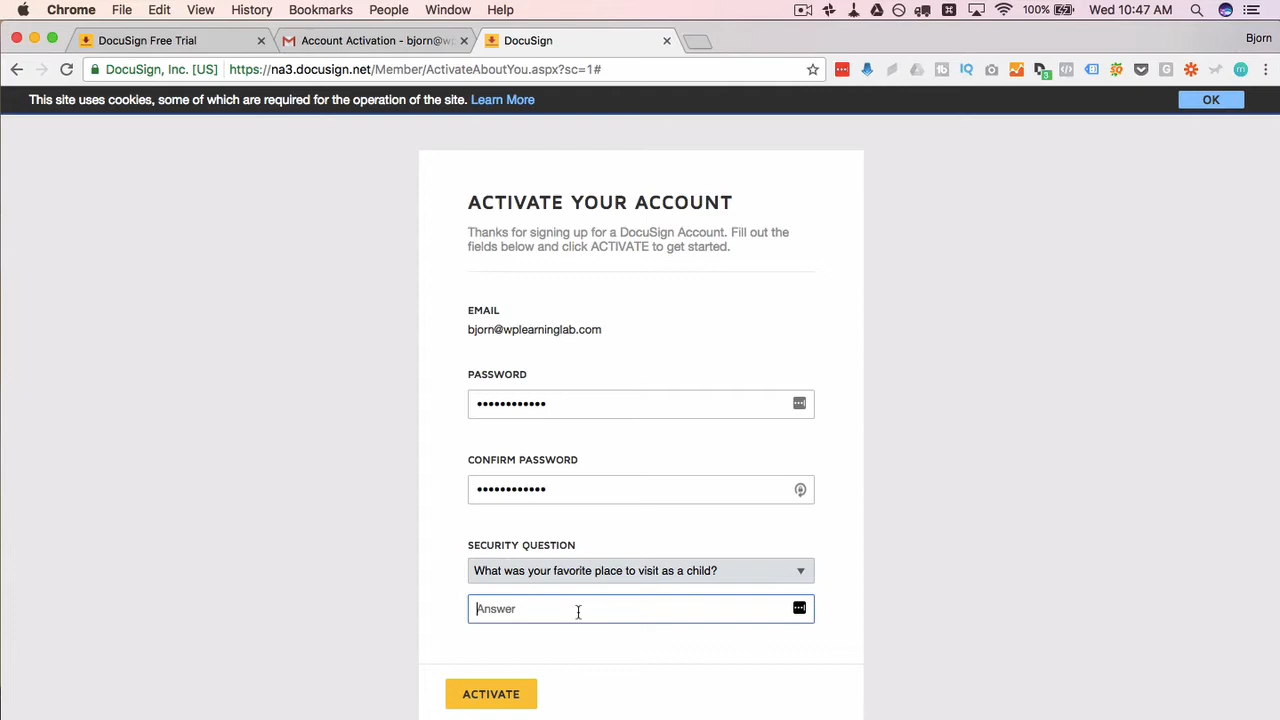 Chrome File Edit View History Bookmarks People Window Help 100% Wed 10:47 AM
DocuSign Free Trial Account Activation - bjorn@wp DocuSign Bjorn
DocuSign, Inc. [US] https://na3.docusign.net/Member/ActivateAboutYou.aspx?sc=1#
This site uses cookies, some of which are required for the operation of the site. Learn More OK
ACTIVATE YOUR ACCOUNT
Thanks for signing up for a DocuSign Account. Fill out the
fields below and click ACTIVATE to get started.
EMAIL
bjorn@wplearninglab.com
PASSWORD
••••••••••••
CONFIRM PASSWORD
••••••••••••
SECURITY QUESTION
What was your favorite place to visit as a child?
Answer
ACTIVATE